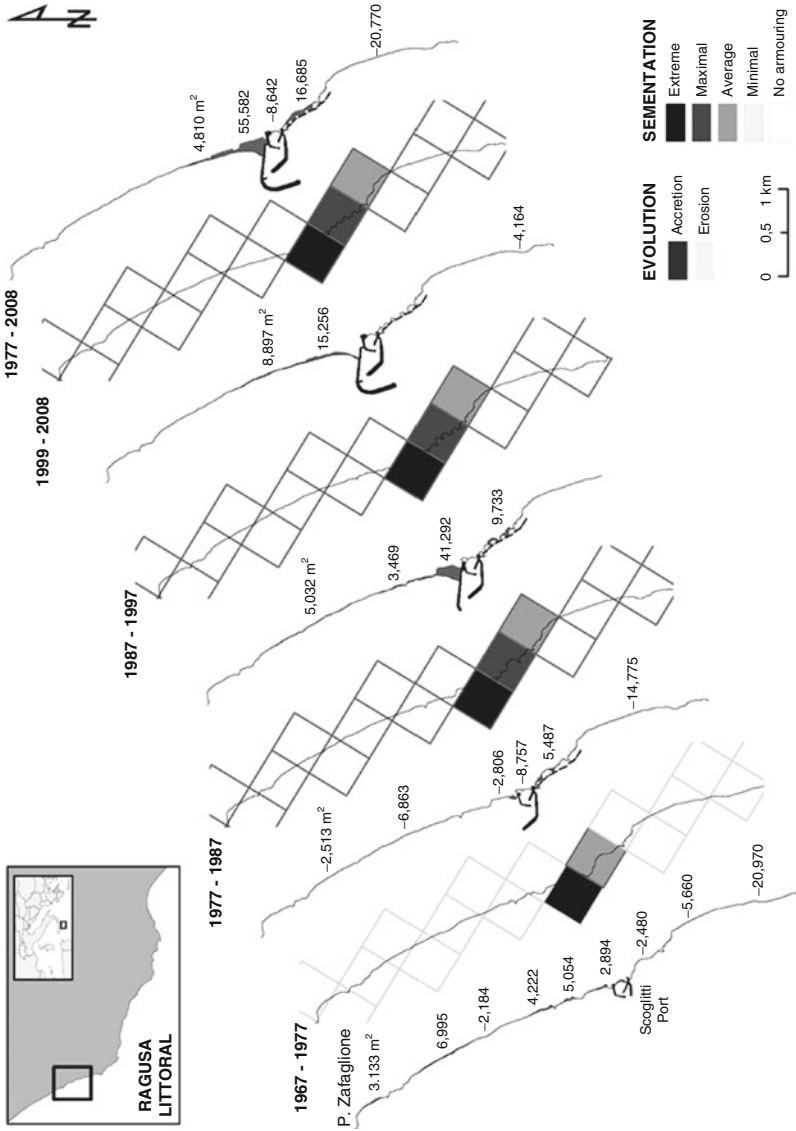 N
1977 - 2008
4,810 m²
55,582
–8,642
16,685
–20,770
1999 - 2008
8,897 m²
15,256
–4,164
1987 - 1997
5,032 m²
3,469
41,292
9,733
1977 - 1987
–2,513 m²
–6,863
–2,806
–8,757
5,487
–14,775
1967 - 1977
P. Zafaglione
3.133 m²
6,995
–2,184
4,222
5,054
2,894
–2,480
–5,660
–20,970
Scoglitti
Port
RAGUSA
LITTORAL
EVOLUTION
Accretion
Erosion
0 0,5 1 km
SEMENTATION
Extreme
Maximal
Average
Minimal
No armouring